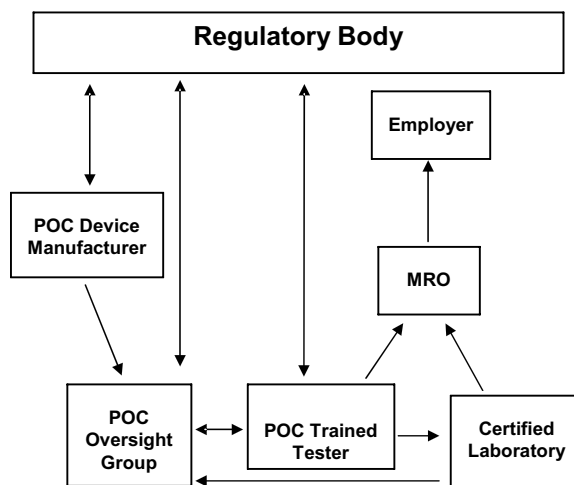 Regulatory Body
Employer
POC Device
Manufacturer
MRO
POC
Oversight
Group
POC Trained
Tester
Certified
Laboratory